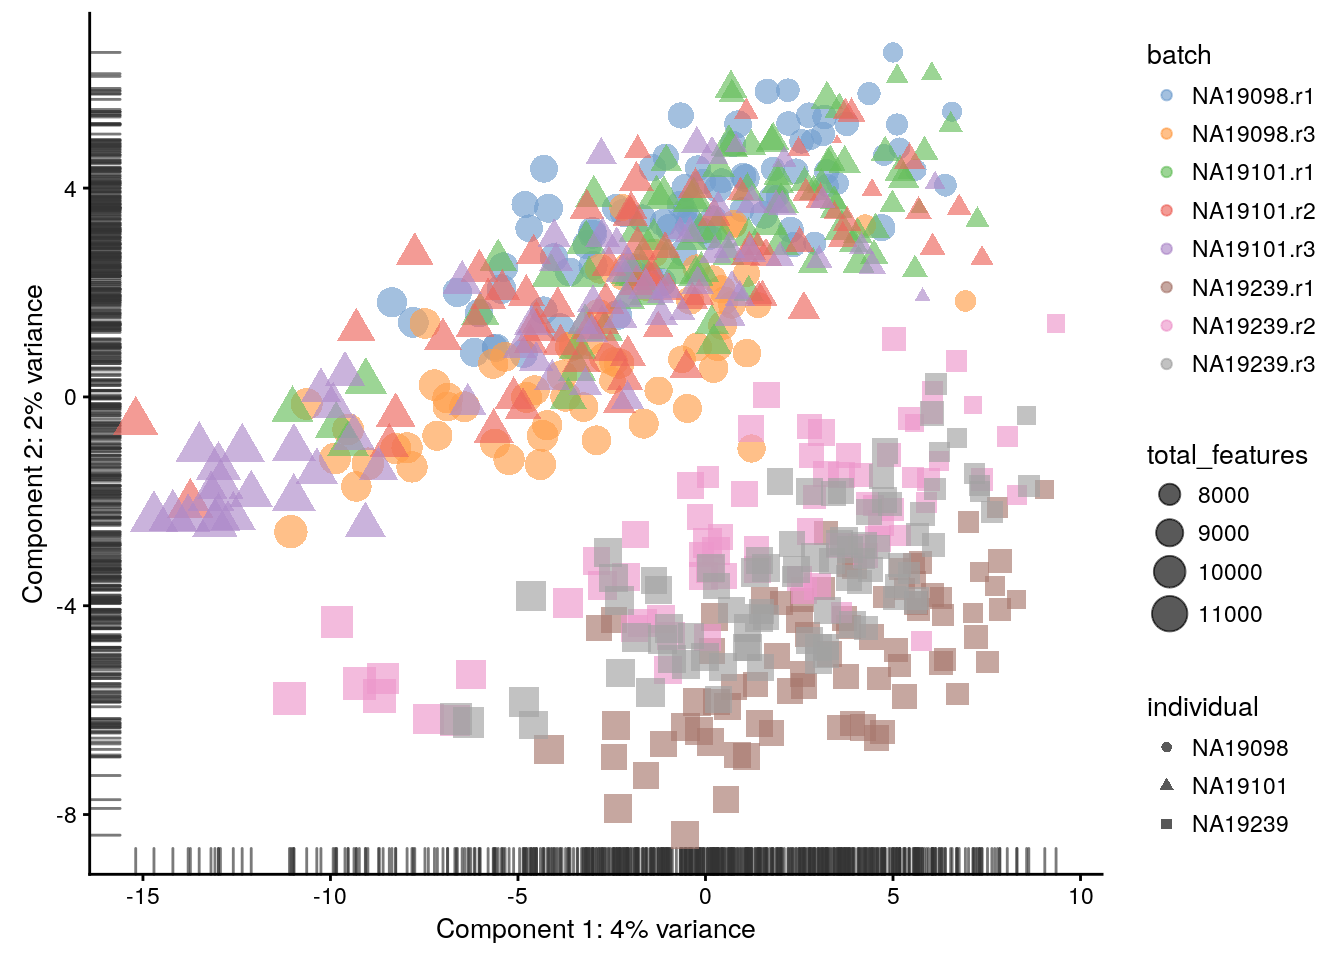 Component 2: 2% variance
4
0
-4
-8
-15
-10
-5
0
5
10
Component 1: 4% variance
batch
NA19098.r1
NA19098.r3
NA19101.r1
NA19101.r2
NA19101.r3
NA19239.r1
NA19239.r2
NA19239.r3
total_features
8000
9000
10000
11000
individual
NA19098
NA19101
NA19239